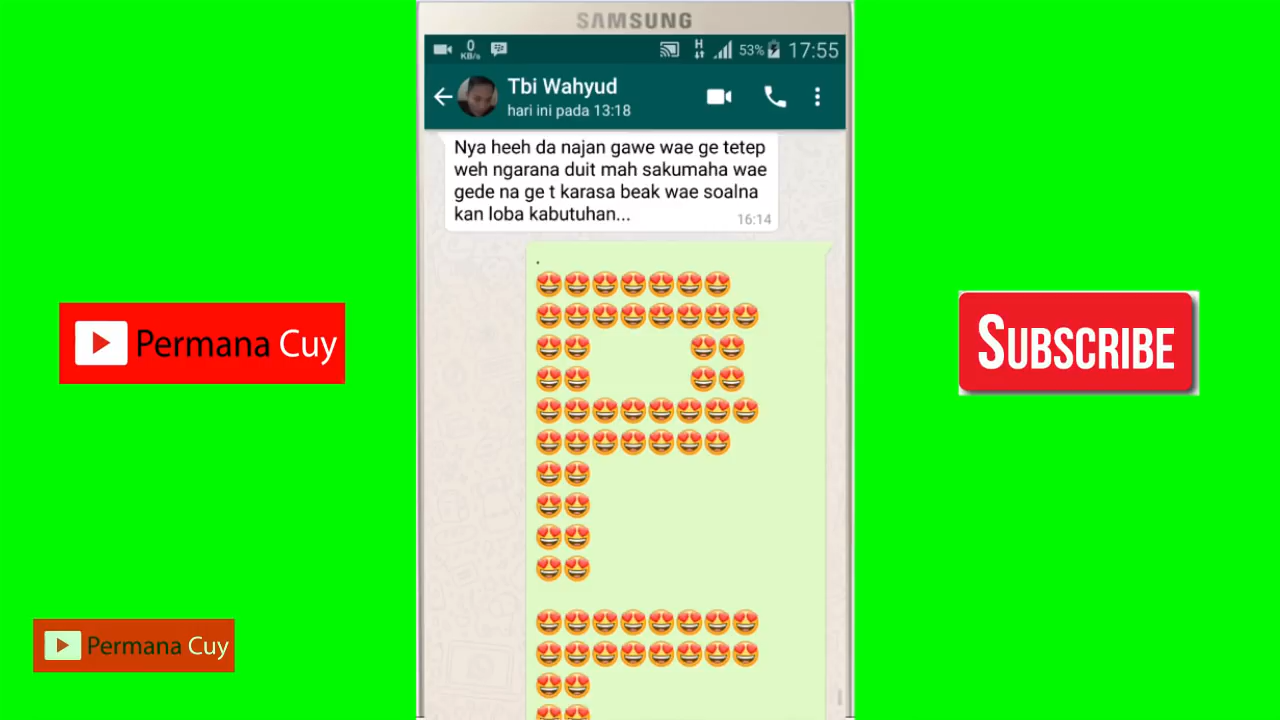 SAMSUNG
0
KB/s
H
53%
17:55
Tbi Wahyud
hari ini pada 13:18
Nya heeh da najan gawe wae ge tetep
weh ngarana duit mah sakumaha wae
gede na ge t karasa beak wae soalna
kan loba kabutuhan...
16:14
.
😍😍😍😍😍😍😍
😍😍😍😍😍😍😍😍
😍😍 😍😍
😍😍 😍😍
😍😍😍😍😍😍😍😍
😍😍😍😍😍😍😍
😍😍
😍😍
😍😍
😍😍
😍😍😍😍😍😍😍😍
😍😍😍😍😍😍😍😍
😍😍
😍😍
Permana Cuy
SUBSCRIBE
Permana Cuy